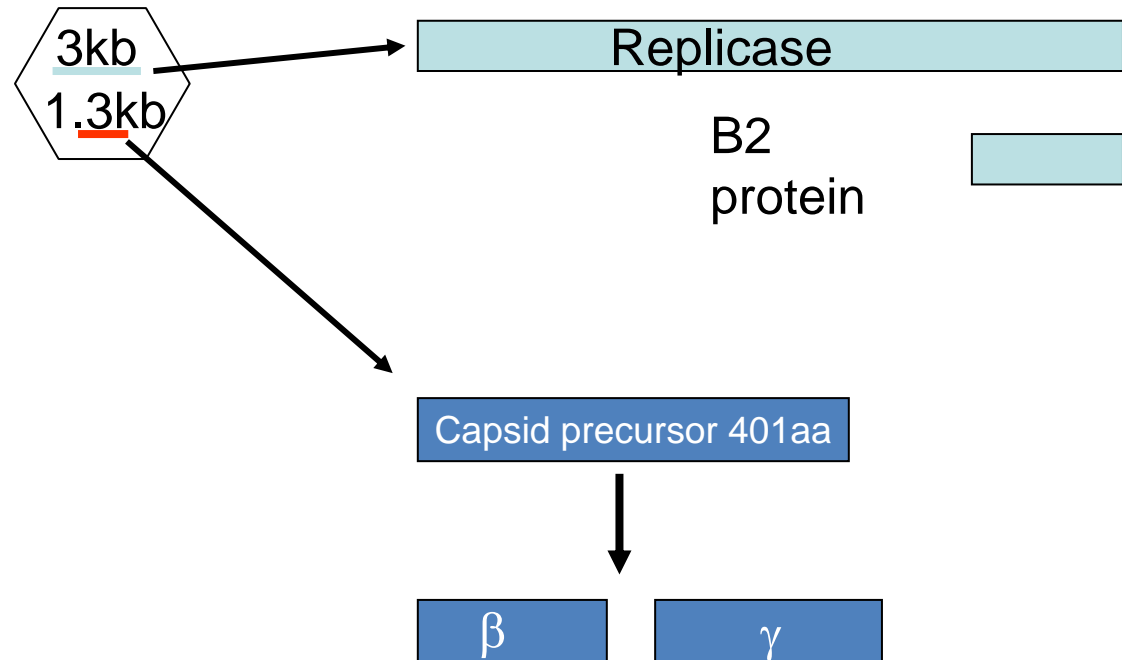 3kb
1.3kb
Replicase
B2
protein
Capsid precursor 401aa
β
γ